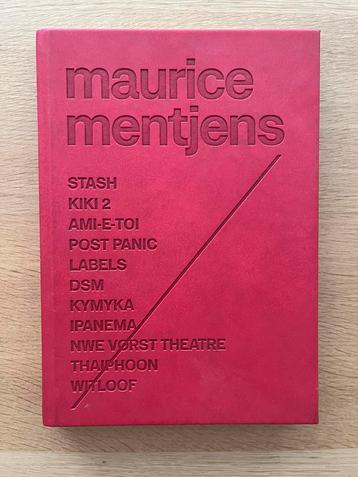 maurice
mentjens
STASH
KIKI 2
AMI-E-TOI
POST PANIC
LABELS
DSM
KYMYKA
IPANEMA
NWE VORST THEATRE
THAIPHOON
WITLOOF